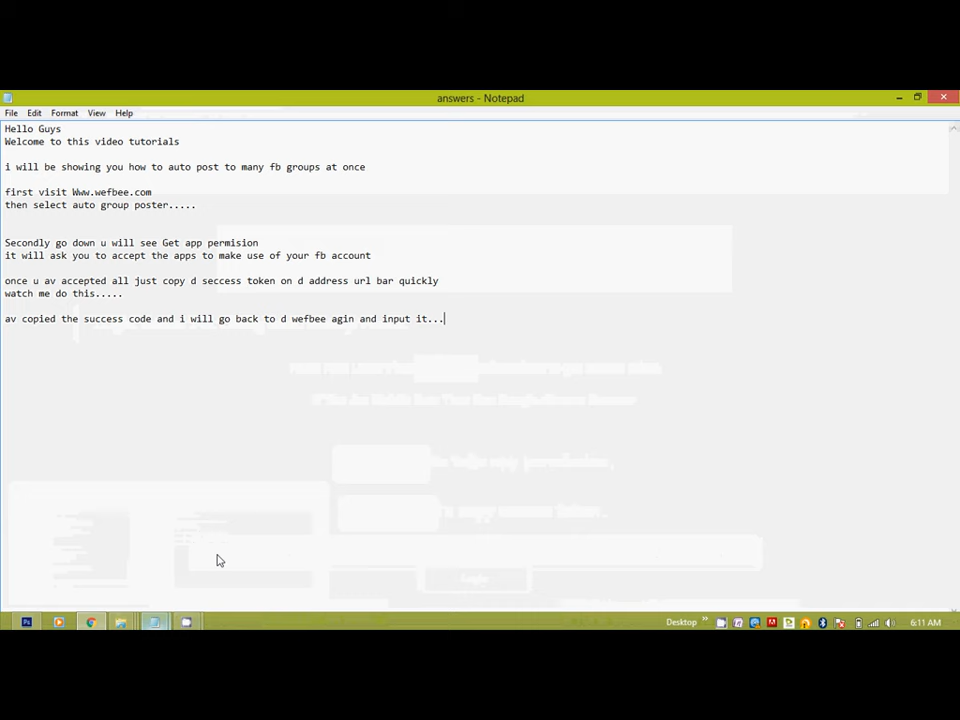 answers - Notepad
File Edit Format View Help
Hello Guys
Welcome to this video tutorials
i will be showing you how to auto post to many fb groups at once
first visit Www.wefbee.com
then select auto group poster.....
Secondly go down u will see Get app permision
it will ask you to accept the apps to make use of your fb account
once u av accepted all just copy d seccess token on d address url bar quickly
watch me do this.....
av copied the success code and i will go back to d wefbee agin and input it...
Desktop
6:11 AM